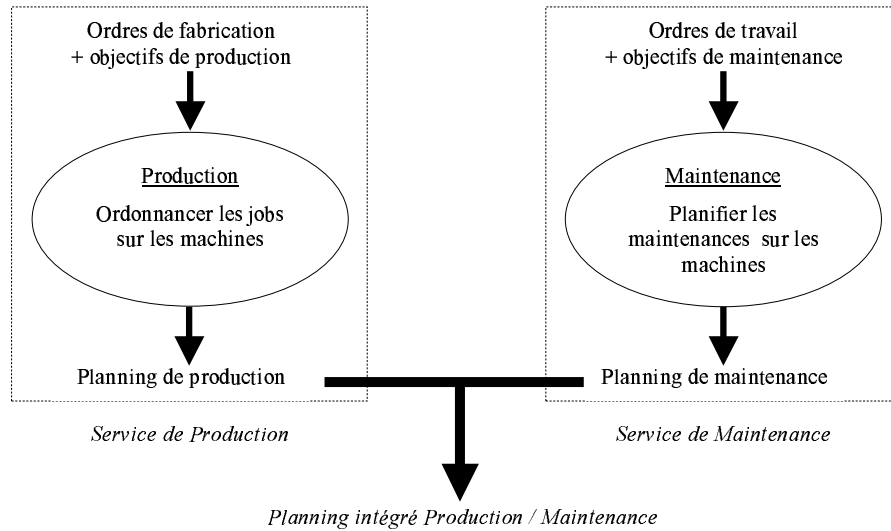 Ordres de fabrication
+ objectifs de production
Production
Ordonnancer les jobs
sur les machines
Planning de production
Service de Production
Ordres de travail
+ objectifs de maintenance
Maintenance
Planifier les
maintenances sur les
machines
Planning de maintenance
Service de Maintenance
Planning intégré Production / Maintenance